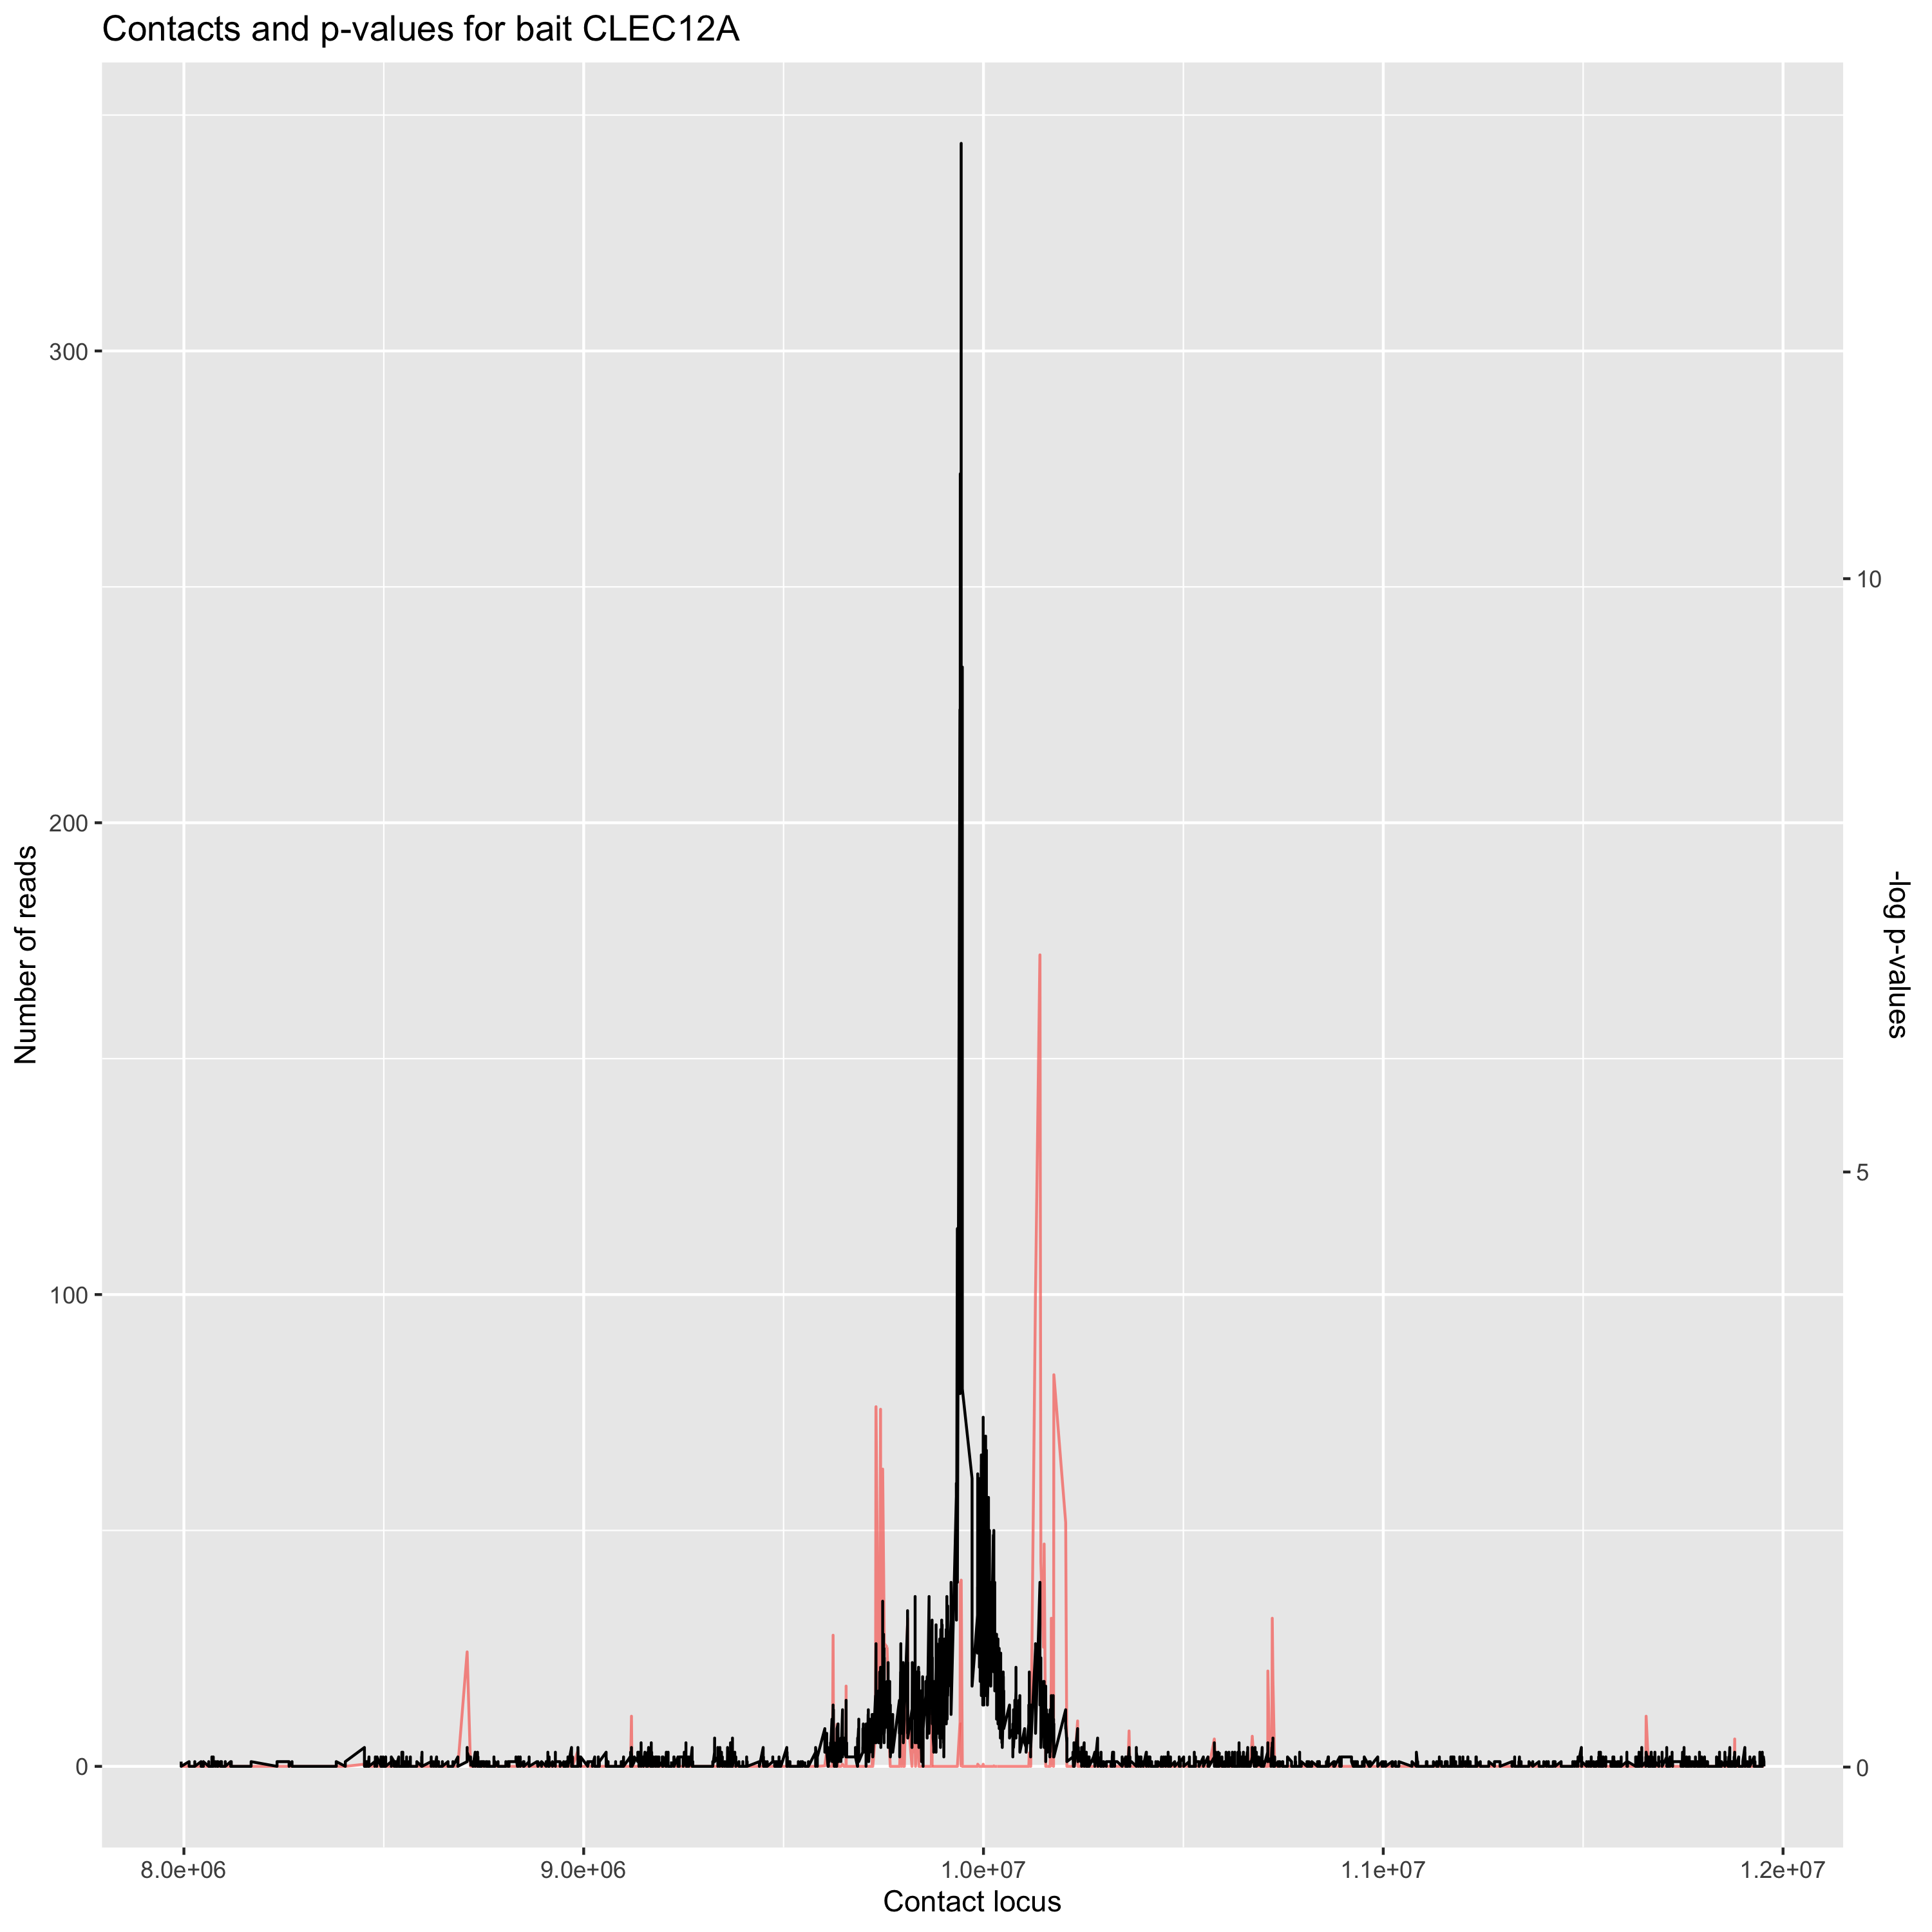 Contacts and p-values for bait CLEC12A
Number of reads
300
200
100
0
10
5
0
-log p-values
8.0e+06
9.0e+06
1.0e+07
1.1e+07
1.2e+07
Contact locus